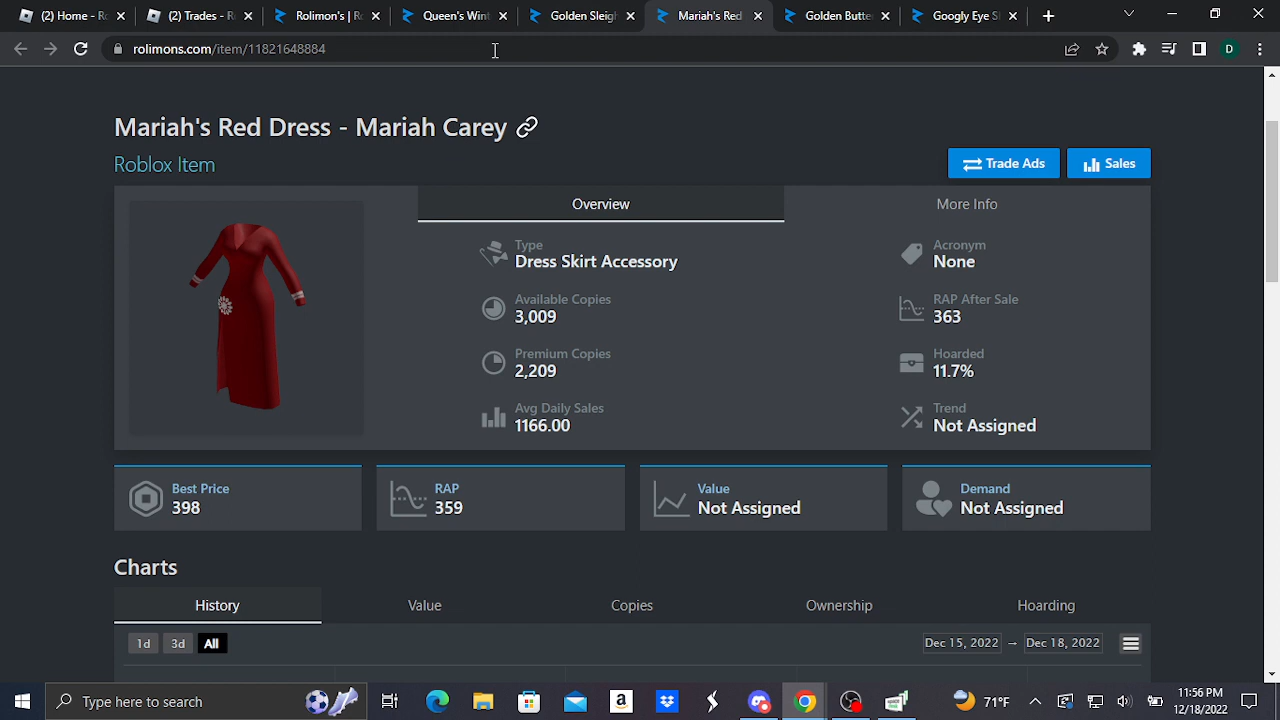 (2) Home - Ro
(2) Trades - Ro
Rolimon's | Ro
Queen's Wint
Golden Sleigh
Mariah's Red
Golden Butte
Googly Eye S
rolimons.com/item/11821648884
D
Mariah's Red Dress - Mariah Carey
Roblox Item
Trade Ads
Sales
Overview
More Info
Type
Dress Skirt Accessory
Acronym
None
Available Copies
3,009
RAP After Sale
363
Premium Copies
2,209
Hoarded
11.7%
Avg Daily Sales
1166.00
Trend
Not Assigned
Best Price
398
RAP
359
Value
Not Assigned
Demand
Not Assigned
Charts
History
Value
Copies
Ownership
Hoarding
1d
3d
All
Dec 15, 2022 → Dec 18, 2022
Type here to search
a
71°F
1:56 PM
12/18/2022